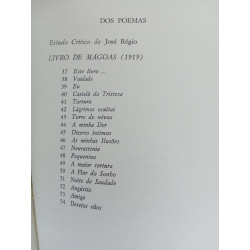 DOS POEMAS
Estudo Crítico de José Régio
LIVRO DE MAGOAS (1919)
37 Este livro ...
38 Vaidade
39 Eu
40 Castelã da Tristeza
41 Tortura
42 Lágrimas ocultas
43 Torre de névoa
44 A minha Dor
45 Dizeres íntimos
46 As minhas Ilusões
47 Neurastenia
48 Pequenina
49 A maior tortura
50 A Flor do Sonho
51 Noite de Saudade
52 Angústia
53 Amiga
54 Desejos vãos